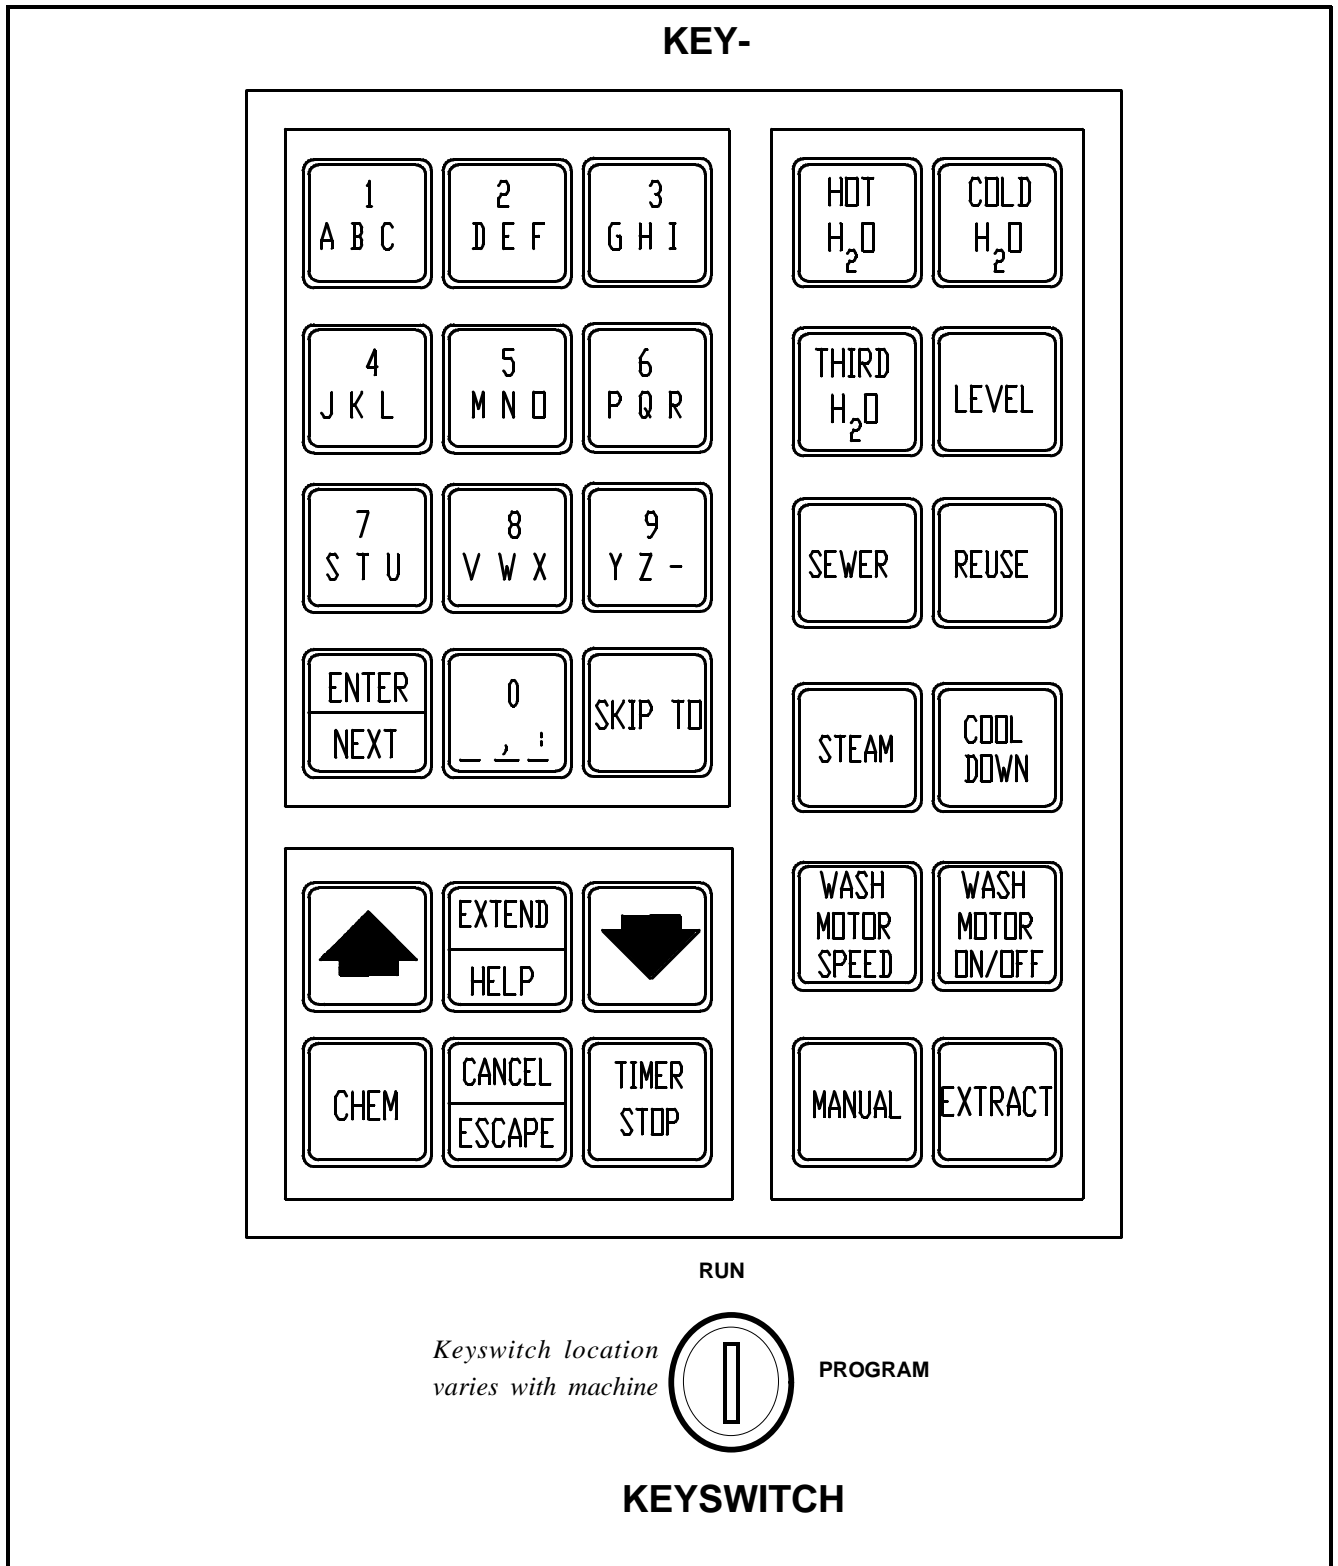 KEY-
1
A B C
2
D E F
3
G H I
4
J K L
5
M N O
6
P Q R
7
S T U
8
V W X
9
Y Z -
ENTER
NEXT
0
_ , :
SKIP TO
EXTEND
HELP
CHEM
CANCEL
ESCAPE
TIMER
STOP
HOT
H₂O
COLD
H₂O
THIRD
H₂O
LEVEL
SEWER
REUSE
STEAM
COOL
DOWN
WASH
MOTOR
SPEED
WASH
MOTOR
ON/OFF
MANUAL
EXTRACT
RUN
Keyswitch location
varies with machine
PROGRAM
KEYSWITCH